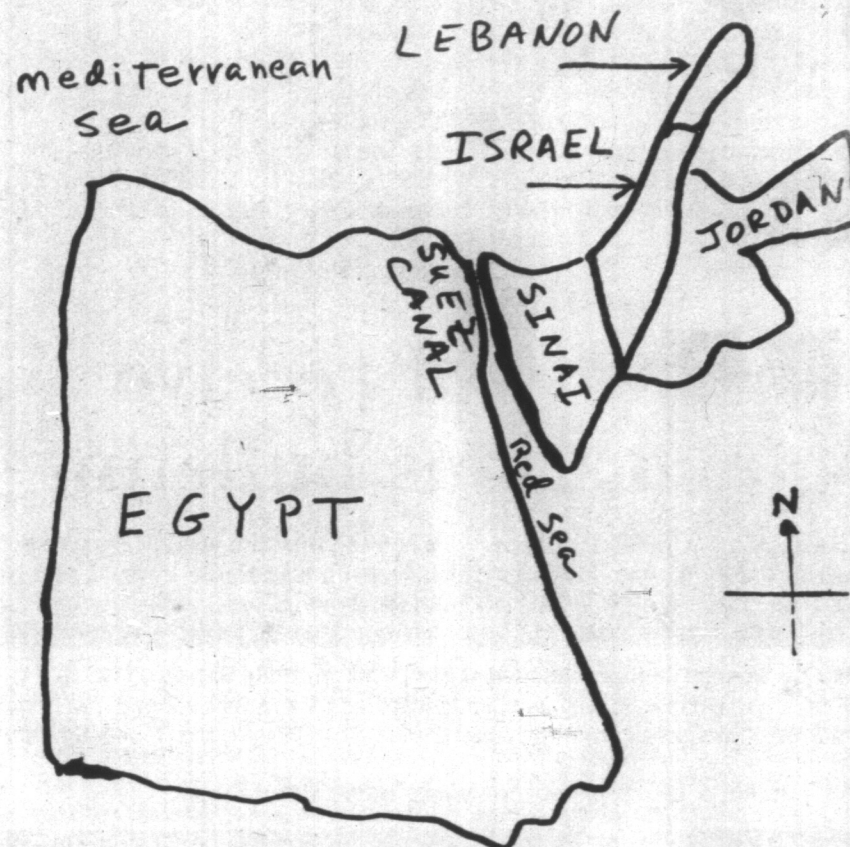 LEBANON
mediterranean
sea
ISRAEL
JORDAN
SUEZ
CANAL
SINAI
Red sea
EGYPT
N